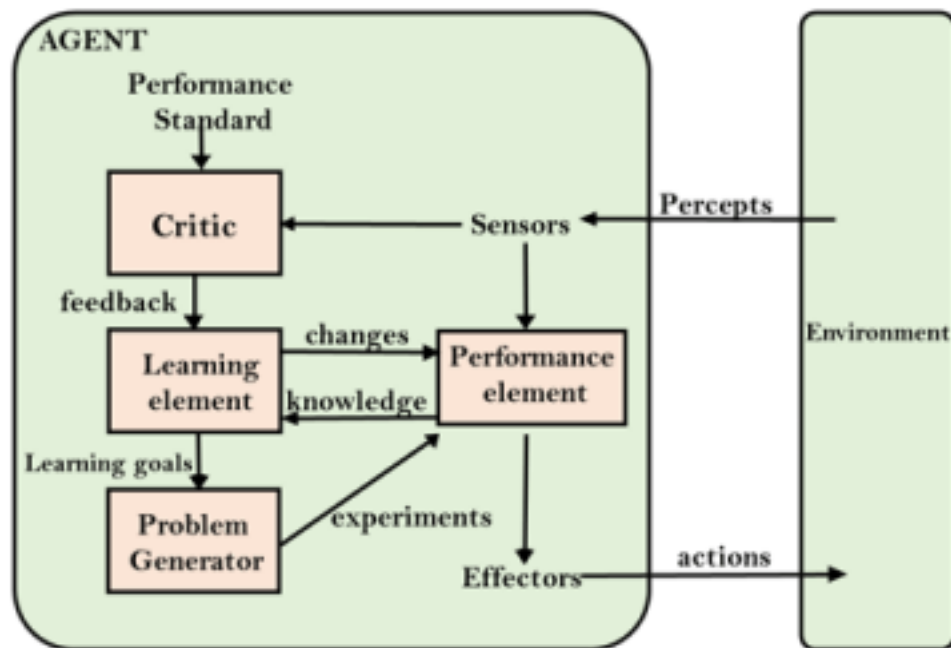 AGENT
Performance
Standard
Critic
Sensors
Percepts
feedback
changes
Learning
element
Performance
element
Environment
knowledge
Learning goals
Problem
Generator
experiments
Effectors
actions